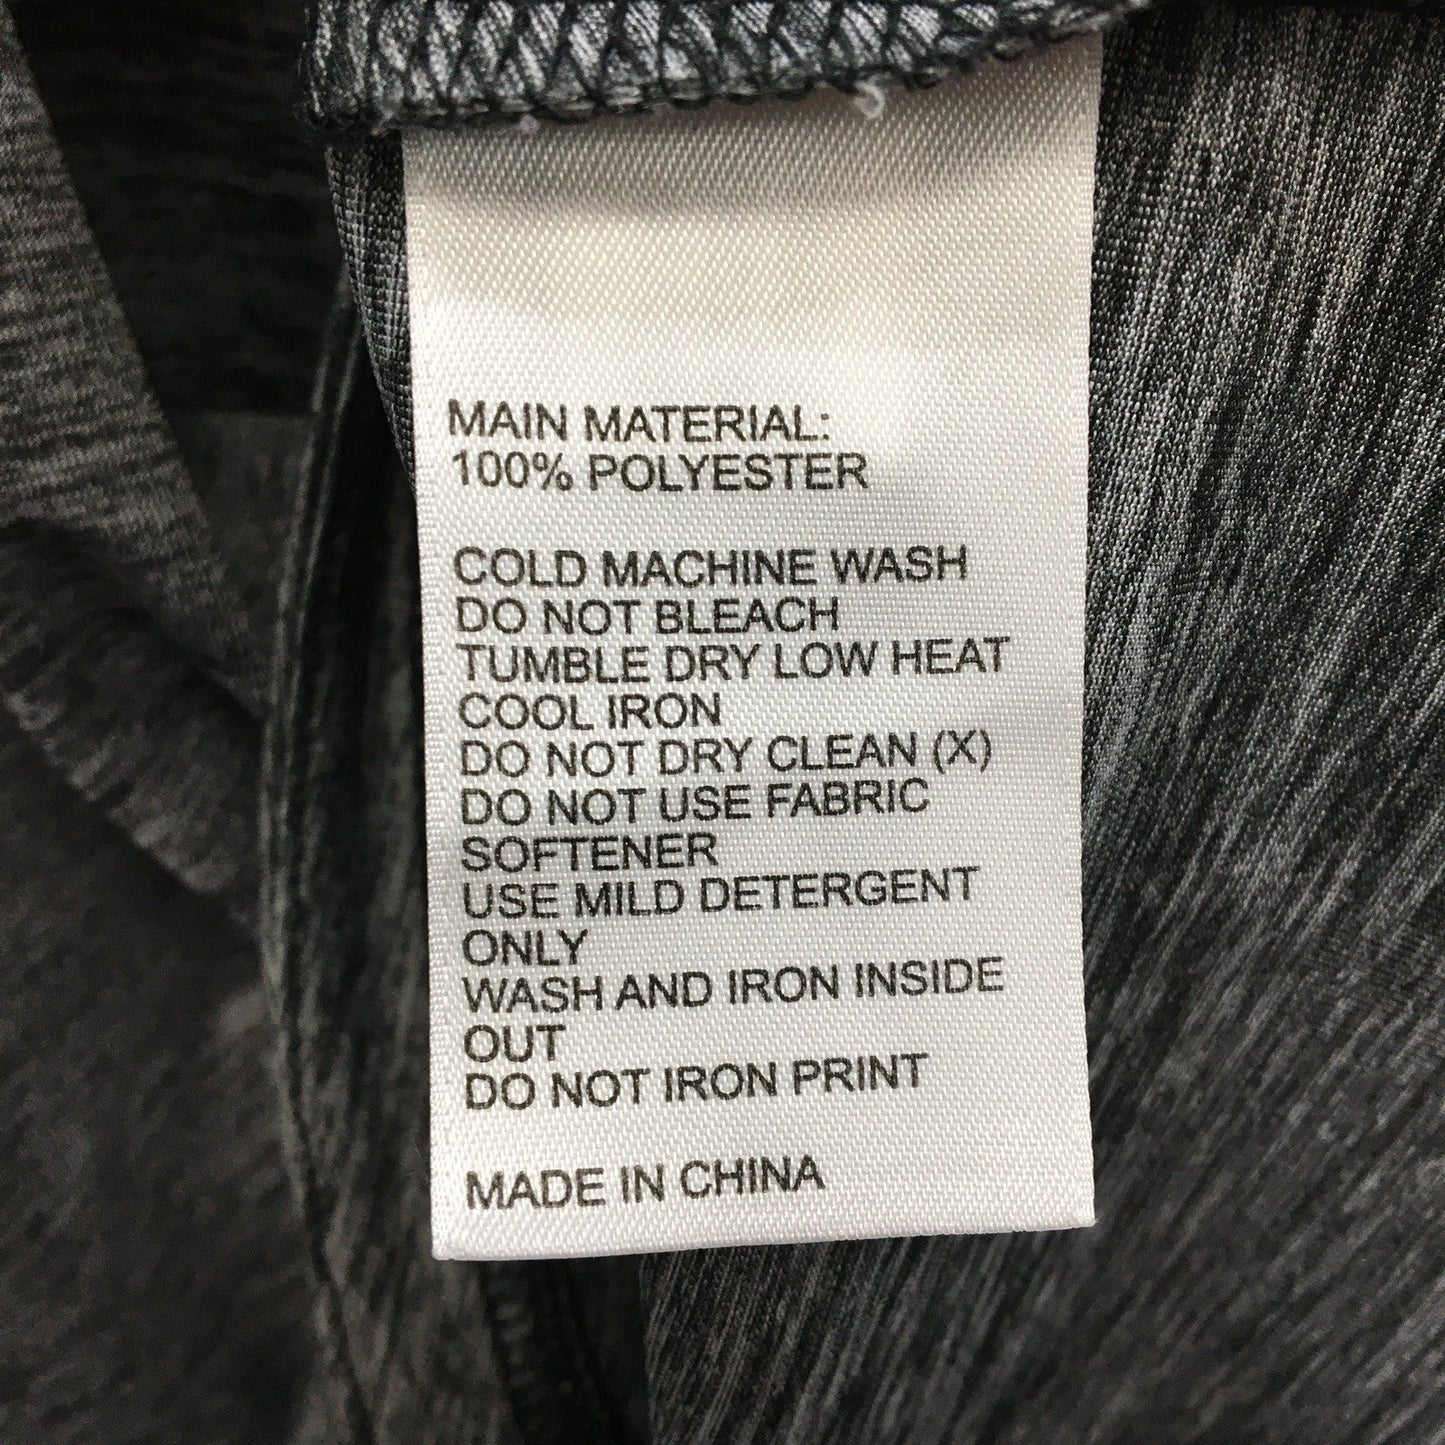 MAIN MATERIAL:
100% POLYESTER
COLD MACHINE WASH
DO NOT BLEACH
TUMBLE DRY LOW HEAT
COOL IRON
DO NOT DRY CLEAN (X)
DO NOT USE FABRIC
SOFTENER
USE MILD DETERGENT
ONLY
WASH AND IRON INSIDE
OUT
DO NOT IRON PRINT
MADE IN CHINA